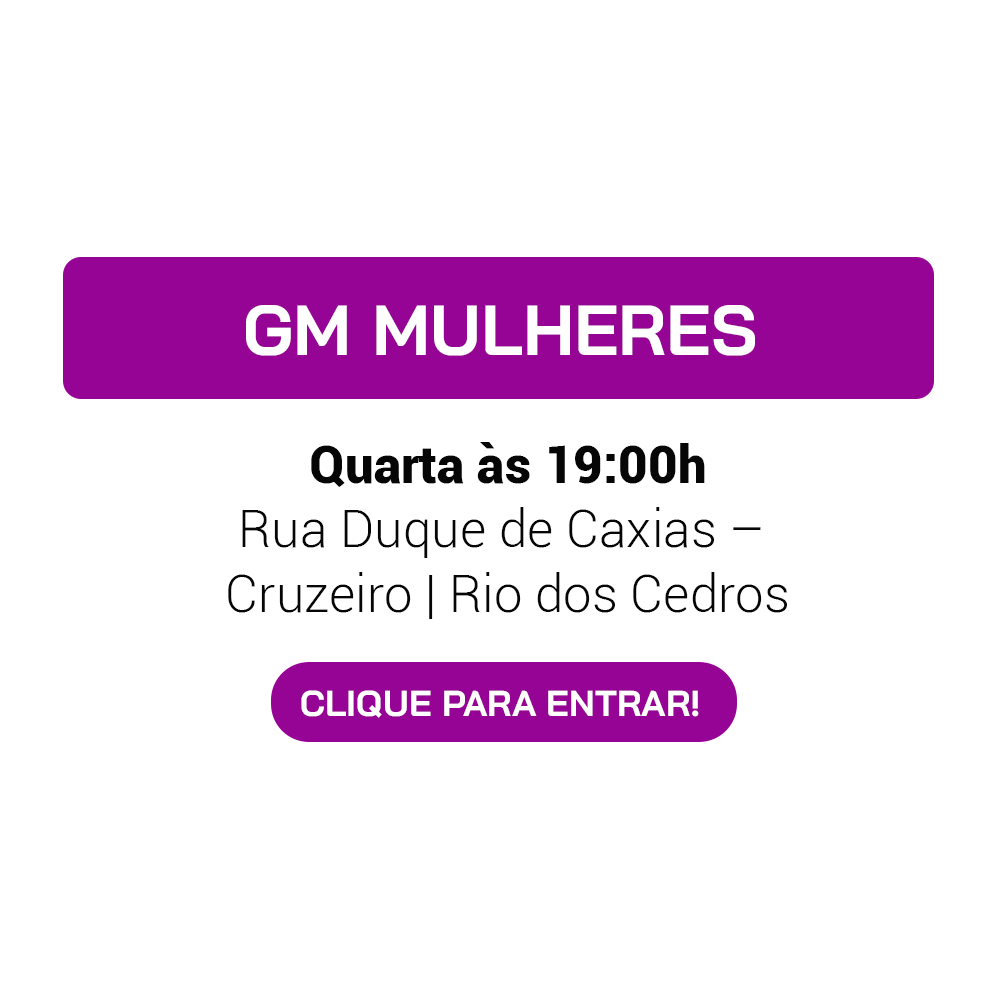 GM MULHERES
Quarta às 19:00h
Rua Duque de Caxias –
Cruzeiro | Rio dos Cedros
CLIQUE PARA ENTRAR!